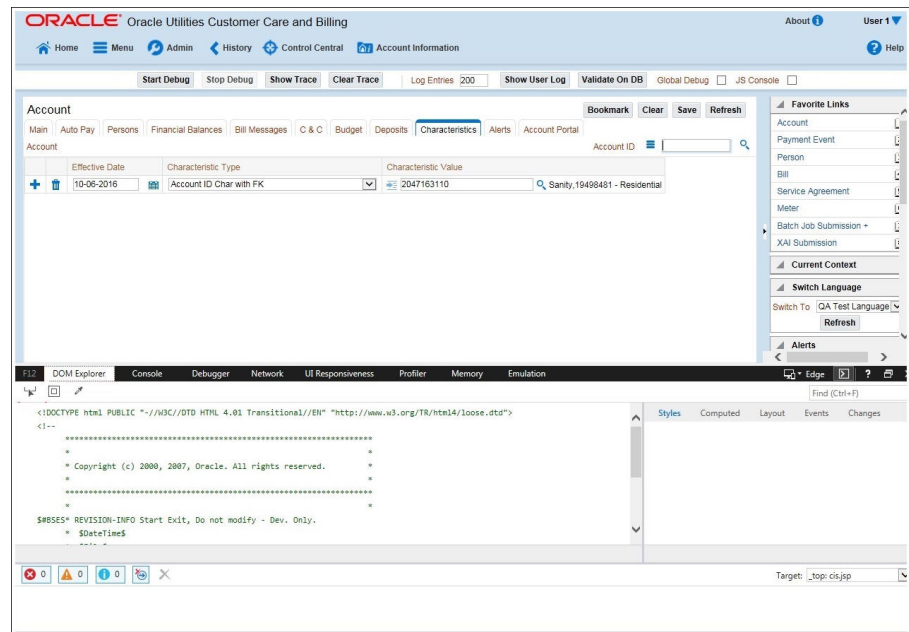 ORACLE® Oracle Utilities Customer Care and Billing
About
User 1
Home Menu Admin History Control Central Account Information
Help
Start Debug Stop Debug Show Trace Clear Trace Log Entries 200 Show User Log Validate On DB Global Debug JS Console
Account
Bookmark Clear Save Refresh
Main Auto Pay Persons Financial Balances Bill Messages C & C Budget Deposits Characteristics Alerts Account Portal
Account
Account ID
Effective Date Characteristic Type Characteristic Value
10-06-2016 Account ID Char with FK 2047163110 Sanity,19498481 - Residential
Favorite Links
Account
Payment Event
Person
Bill
Service Agreement
Meter
Batch Job Submission +
XAI Submission
Current Context
Switch Language
Switch To QA Test Language
Refresh
Alerts
F12 DOM Explorer Console Debugger Network UI Responsiveness Profiler Memory Emulation Edge ?
Find (Ctrl+F)
<!DOCTYPE html PUBLIC "-//W3C//DTD HTML 4.01 Transitional//EN" "http://www.w3.org/TR/html4/loose.dtd">
<!--
* Copyright (c) 2000, 2007, Oracle. All rights reserved. *
$#BSES* REVISION-INFO Start Exit, Do not modify - Dev. Only.
* $DateTime$
Styles Computed Layout Events Changes
0 0 0
Target: _top: cis.jsp